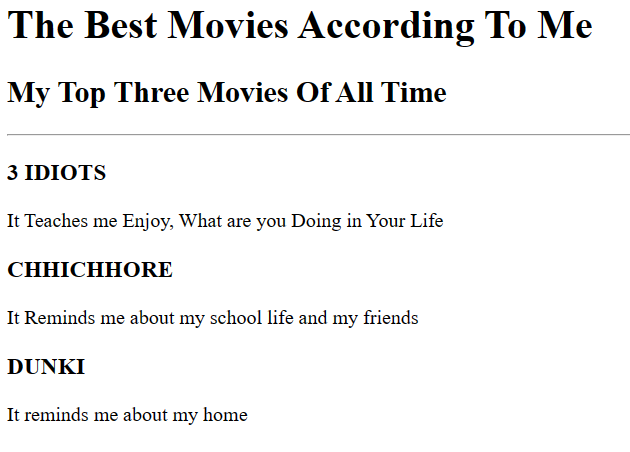 The Best Movies According To Me
My Top Three Movies Of All Time
3 IDIOTS
It Teaches me Enjoy, What are you Doing in Your Life
CHHICHHORE
It Reminds me about my school life and my friends
DUNKI
It reminds me about my home